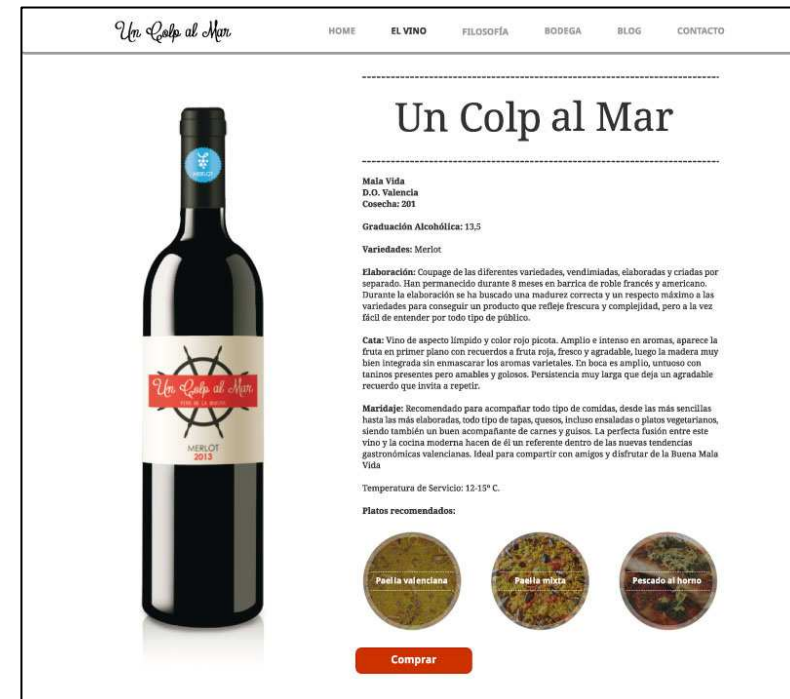 Un Colp al Mar
HOME EL VINO FILOSOFÍA BODEGA BLOG CONTACTO
Un Colp al Mar
Mala Vida
D.O. Valencia
Cosecha: 201
Graduación Alcohólica: 13,5
Variedades: Merlot
Elaboración: Coupage de las diferentes variedades, vendimiadas, elaboradas y criadas por
separado. Han permanecido durante 8 meses en barrica de roble francés y americano.
Durante la elaboración se ha buscado una madurez correcta y un respecto máximo a las
variedades para conseguir un producto que refleje frescura y complejidad, pero a la vez
fácil de entender por todo tipo de público.
Cata: Vino de aspecto límpido y color rojo picota. Amplio e intenso en aromas, aparece la
fruta en primer plano con recuerdos a fruta roja, fresco y agradable, luego la madera muy
bien integrada sin enmascarar los aromas varietales. En boca es amplio, untuoso con
taninos presentes pero amables y golosos. Persistencia muy larga que deja un agradable
recuerdo que invita a repetir.
Maridaje: Recomendado para acompañar todo tipo de comidas, desde las más sencillas
hasta las más elaboradas, todo tipo de tapas, quesos, incluso ensaladas o platos vegetarianos,
siendo también un buen acompañante de carnes y guisos. La perfecta fusión entre este
vino y la cocina moderna hacen de él un referente dentro de las nuevas tendencias
gastronómicas valencianas. Ideal para compartir con amigos y disfrutar de la Buena Mala
Vida
Temperatura de Servicio: 12-15º C.
Platos recomendados:
Paella valenciana
Paella mixta
Pescado al horno
Comprar
MERLOT
Un Colp al Mar
MERLOT
2013